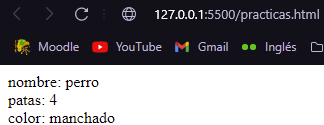 127.0.0.1:5500/practicas.html
Moodle YouTube Gmail Inglés
nombre: perro
patas: 4
color: manchado